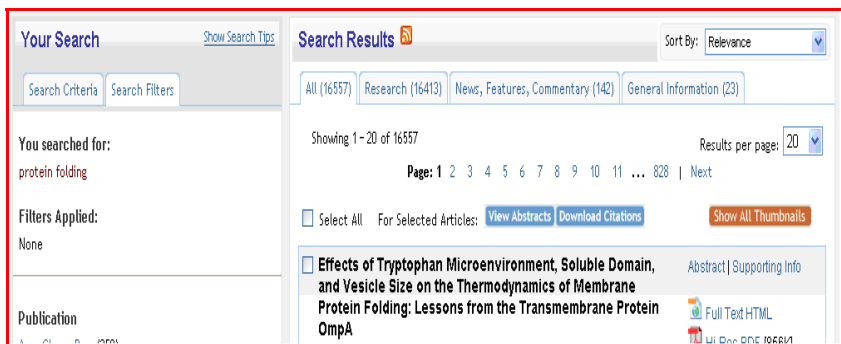 Your Search
Show Search Tips
Search Criteria
Search Filters
You searched for:
protein folding
Filters Applied:
None
Publication
Search Results
Sort By: Relevance
All (16557)
Research (16413)
News, Features, Commentary (142)
General Information (23)
Showing 1 - 20 of 16557
Results per page: 20
Page: 1 2 3 4 5 6 7 8 9 10 11 ... 828 | Next
Select All
For Selected Articles:
View Abstracts
Download Citations
Show All Thumbnails
Effects of Tryptophan Microenvironment, Soluble Domain,
and Vesicle Size on the Thermodynamics of Membrane
Protein Folding: Lessons from the Transmembrane Protein
OmpA
Abstract | Supporting Info
Full Text HTML
Hi-Res PDF